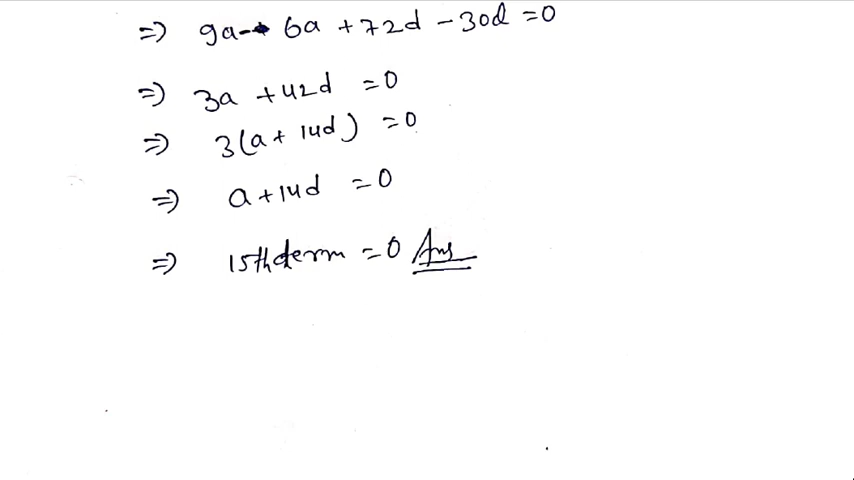 ⇒ 9a - 6a + 72d - 30d = 0
⇒ 3a + 42d = 0
⇒ 3(a + 14d) = 0
⇒ a + 14d = 0
⇒ 15th term = 0 Ans